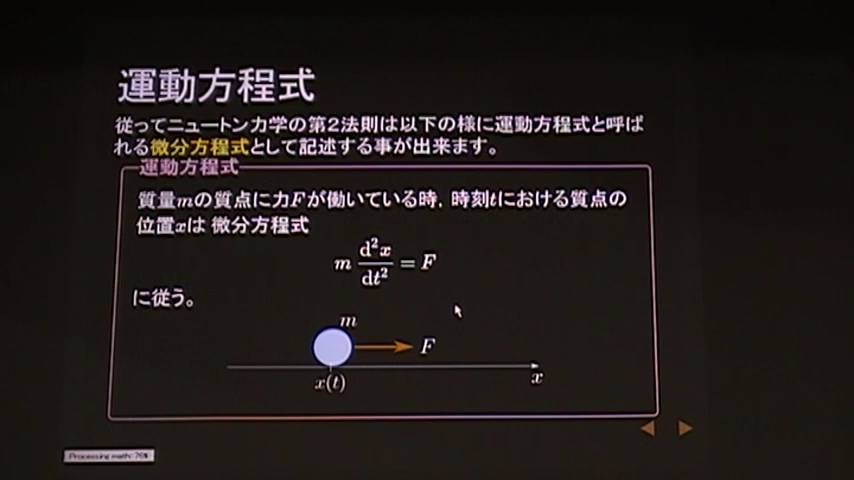 運動方程式
従ってニュートン力学の第2法則は以下の様に運動方程式と呼ば
れる微分方程式として記述する事が出来ます。
運動方程式
質量mの質点に力Fが働いている時, 時刻tにおける質点の
位置xは 微分方程式
m d²x/dt² = F
に従う。
m
F
x(t)
x
Processing math: 76%